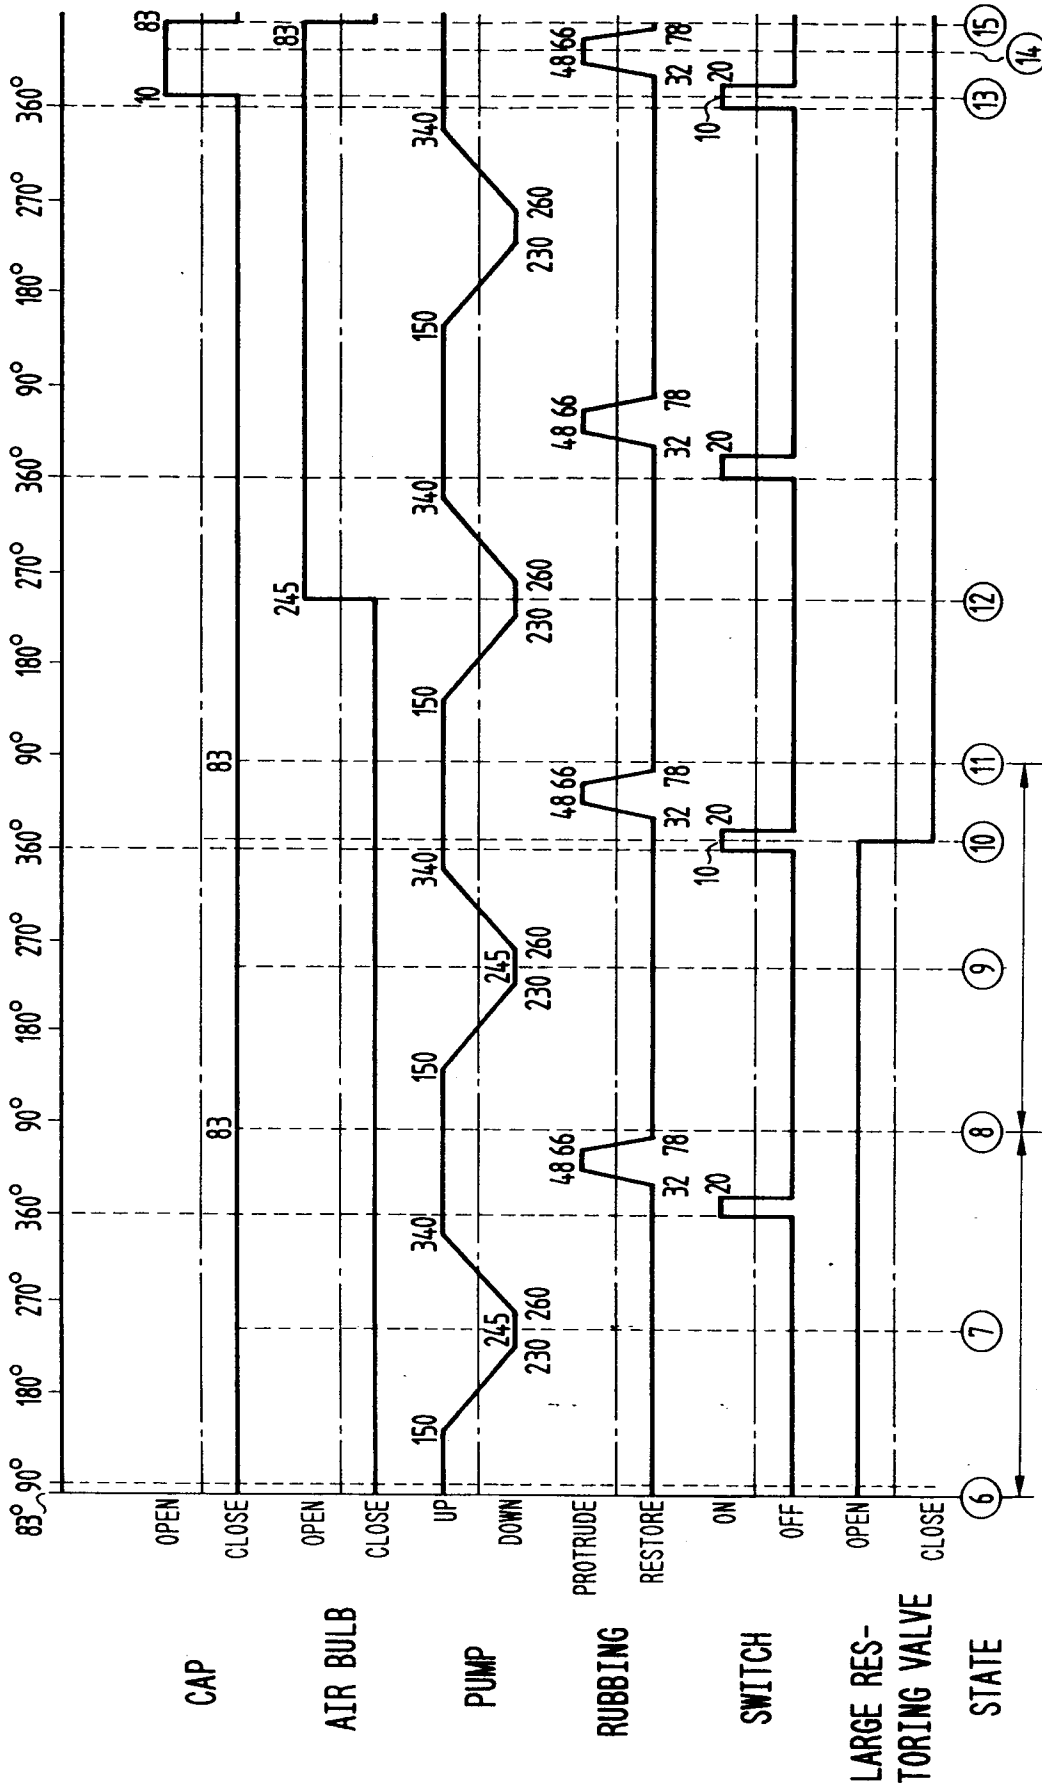 83° 90° 180° 270° 360° 90° 180° 270° 360° 90° 180° 270° 360° 90° 180° 270° 360°
CAP
OPEN
CLOSE
83 83 10 83
AIR BULB
OPEN
CLOSE
245 83
PUMP
UP
DOWN
150 230 245 260 340 150 230 245 260 340 150 230 260 340 150 230 260 340
RUBBING
PROTRUDE
RESTORE
32 48 66 78 32 48 66 78 32 48 66 78 32 48 66 78
SWITCH
ON
OFF
20 10 20 20 10 20
LARGE RES-
TORING VALVE
OPEN
CLOSE
STATE
6 7 8 9 10 11 12 13 14 15